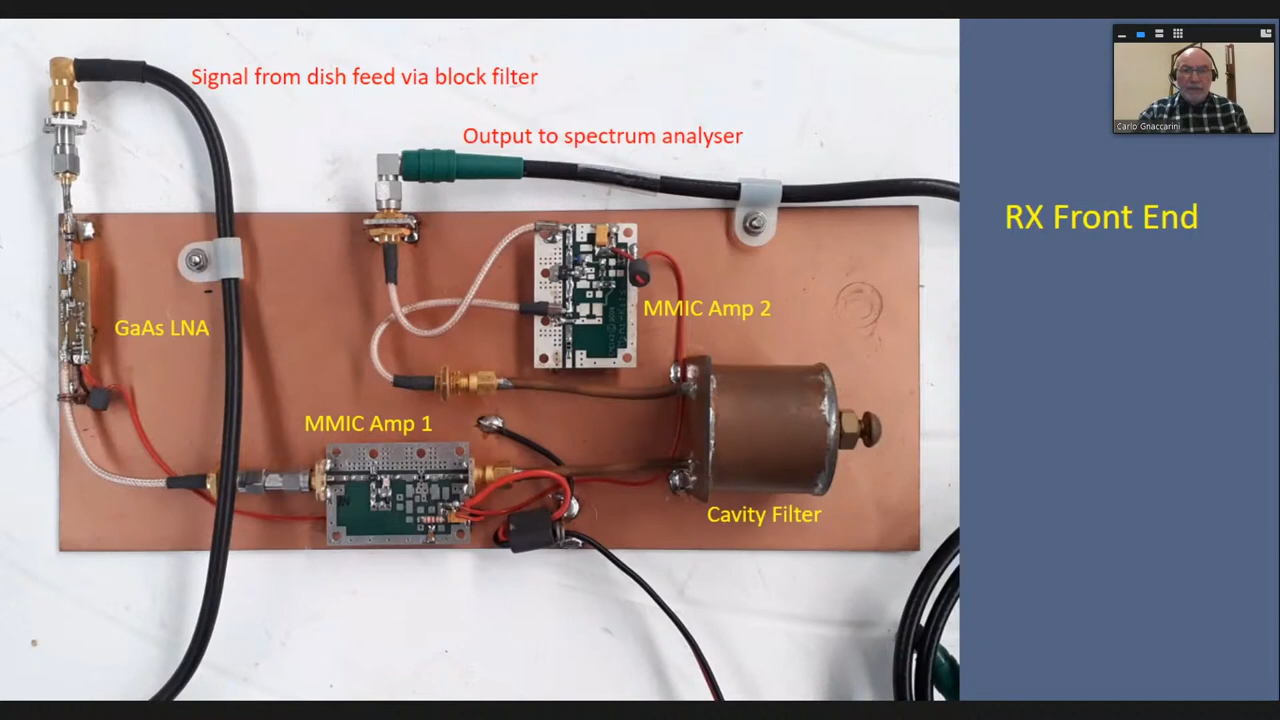 Signal from dish feed via block filter
Output to spectrum analyser
Carlo Gnaccarini
RX Front End
MMIC Amp 2
GaAs LNA
MMIC Amp 1
Cavity Filter